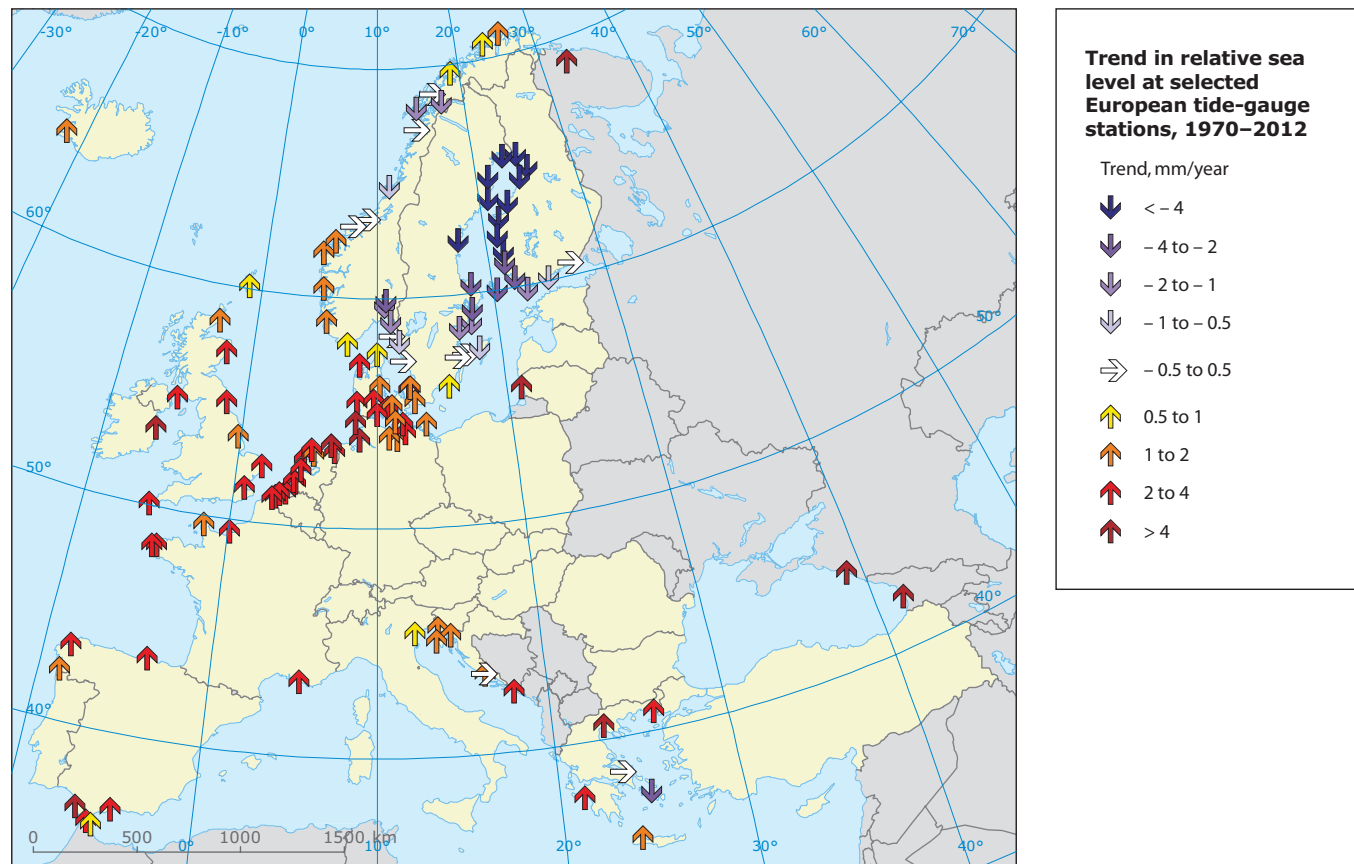 -30°
-20°
-10°
0°
10°
20°
30°
40°
50°
60°
70°
60°
50°
50°
40°
40°
0
500
1000
1500 km
0°
10°
20°
30°
40°
Trend in relative sea
level at selected
European tide-gauge
stations, 1970–2012
Trend, mm/year
< – 4
– 4 to – 2
– 2 to – 1
– 1 to – 0.5
– 0.5 to 0.5
0.5 to 1
1 to 2
2 to 4
> 4